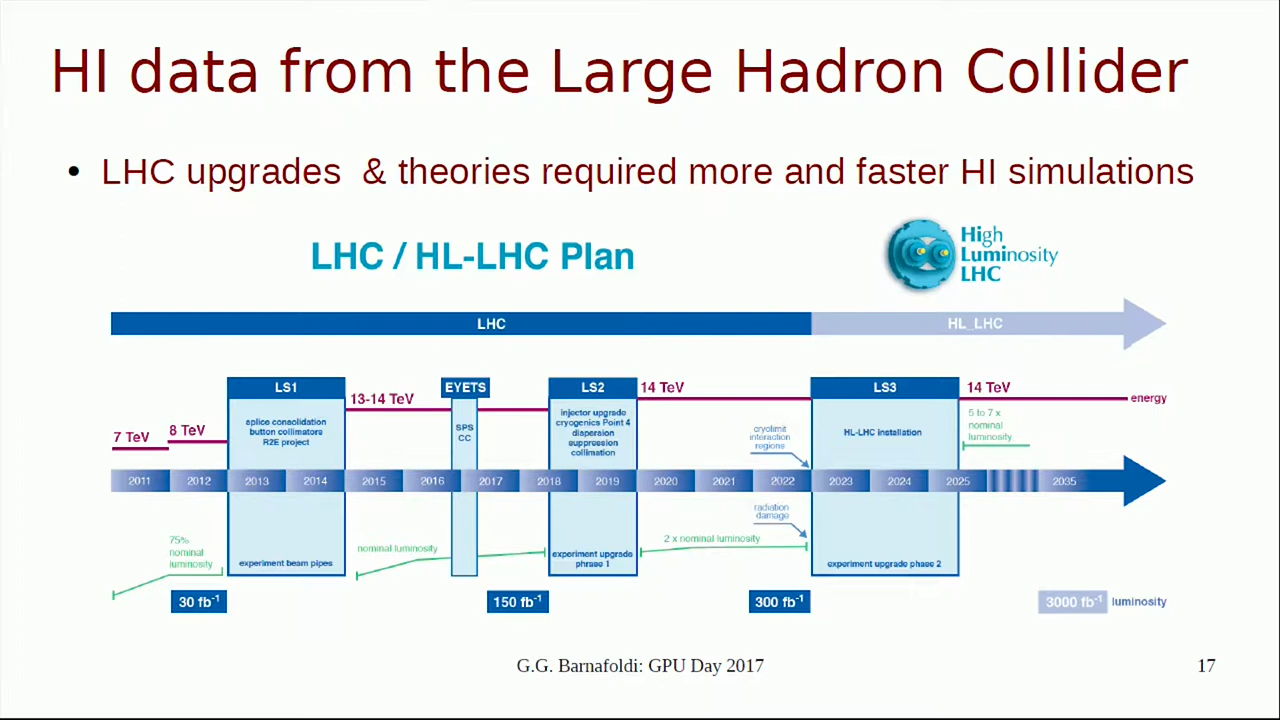 HI data from the Large Hadron Collider
• LHC upgrades & theories required more and faster HI simulations
LHC / HL-LHC Plan
High
Luminosity
LHC
LHC
HL_LHC
LS1
EYETS
LS2
14 TeV
LS3
14 TeV
energy
13-14 TeV
7 TeV
8 TeV
splice consolidation
button collimators
R2E project
SPS
CC
injector upgrade
cryogenics Point 4
dispersion
suppression
collimation
cryolimit
interaction
regions
HL-LHC installation
5 to 7 x
nominal
luminosity
2011 2012 2013 2014 2015 2016 2017 2018 2019 2020 2021 2022 2023 2024 2025 2035
radiation
damage
75%
nominal
luminosity
experiment beam pipes
nominal luminosity
experiment upgrade
phrase 1
2 x nominal luminosity
experiment upgrade phase 2
30 fb⁻¹
150 fb⁻¹
300 fb⁻¹
3000 fb⁻¹
luminosity
G.G. Barnafoldi: GPU Day 2017
17